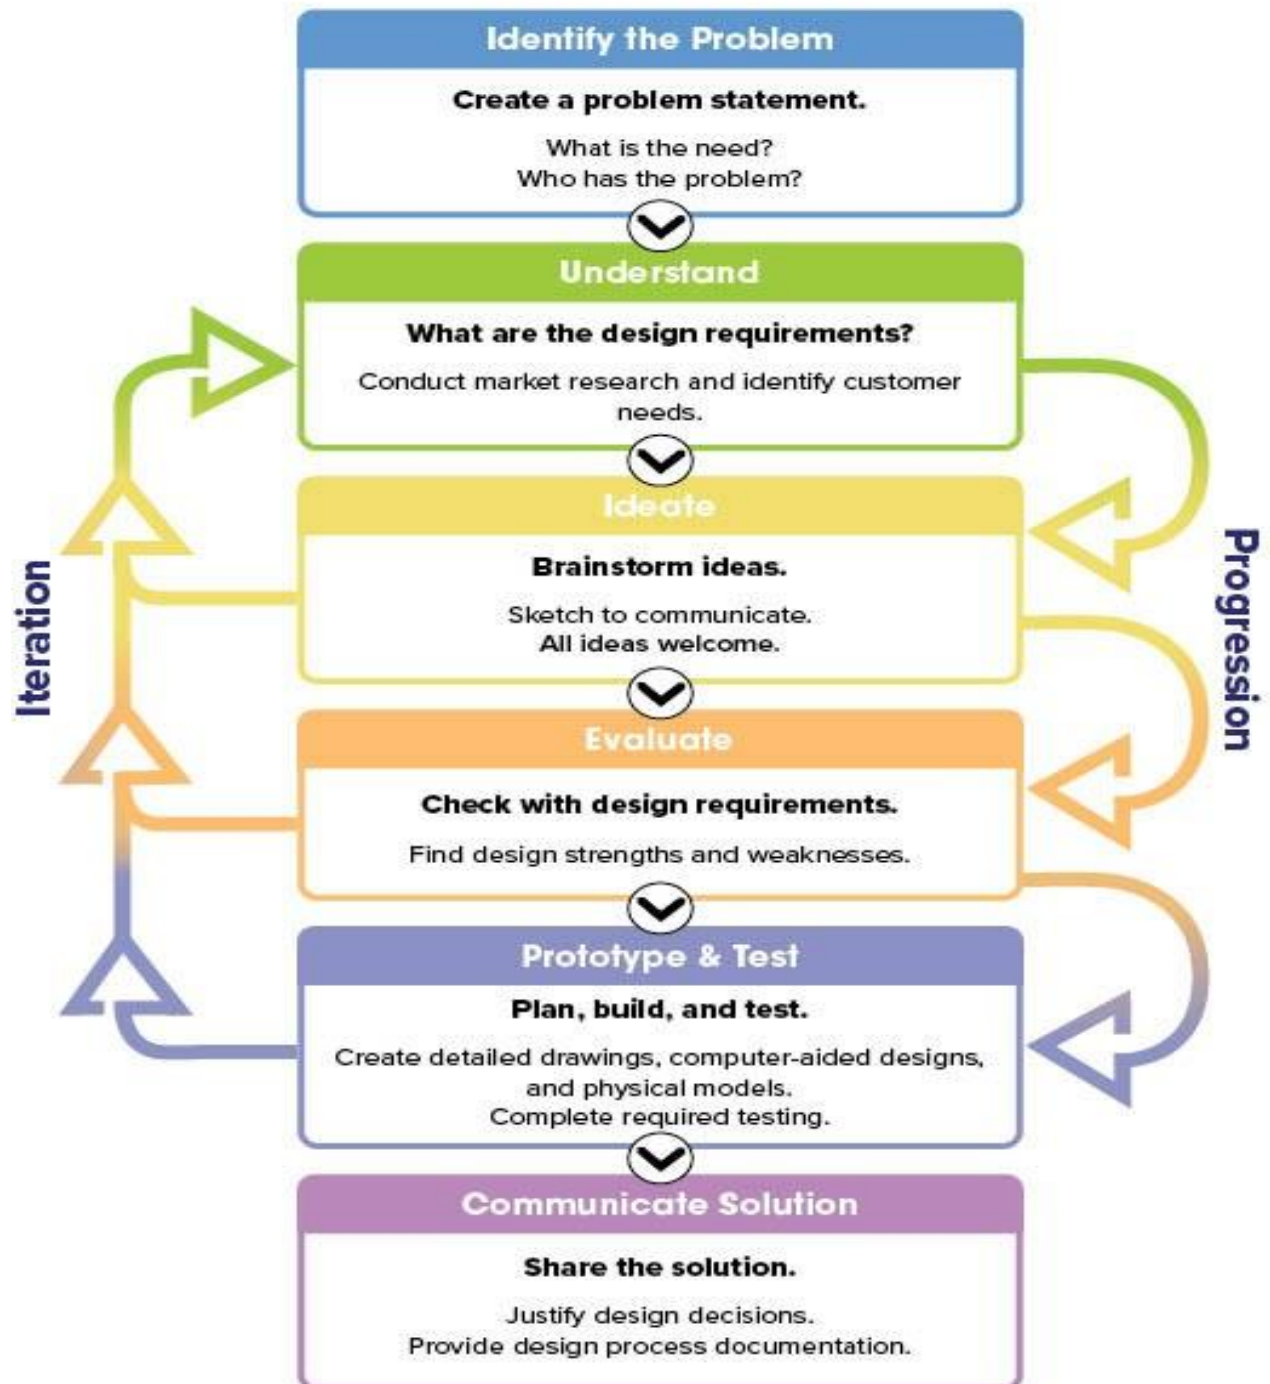 Identify the Problem
Create a problem statement.
What is the need?
Who has the problem?
Understand
What are the design requirements?
Conduct market research and identify customer
needs.
Ideate
Brainstorm ideas.
Sketch to communicate.
All ideas welcome.
Evaluate
Check with design requirements.
Find design strengths and weaknesses.
Prototype & Test
Plan, build, and test.
Create detailed drawings, computer-aided designs,
and physical models.
Complete required testing.
Communicate Solution
Share the solution.
Justify design decisions.
Provide design process documentation.
Iteration
Progression